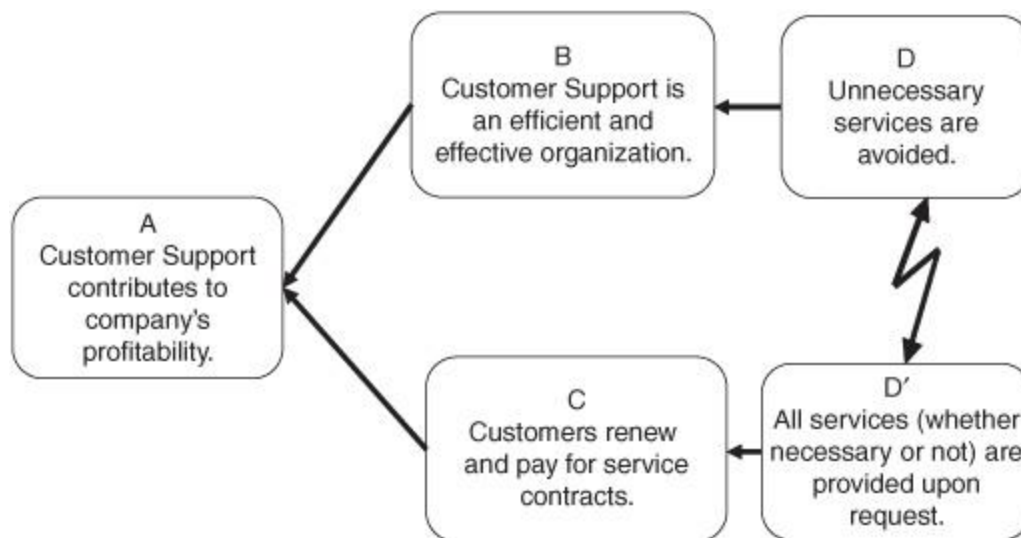 B
Customer Support is
an efficient and
effective organization.
D
Unnecessary
services are
avoided.
A
Customer Support
contributes to
company's
profitability.
C
Customers renew
and pay for service
contracts.
D′
All services (whether
necessary or not) are
provided upon
request.